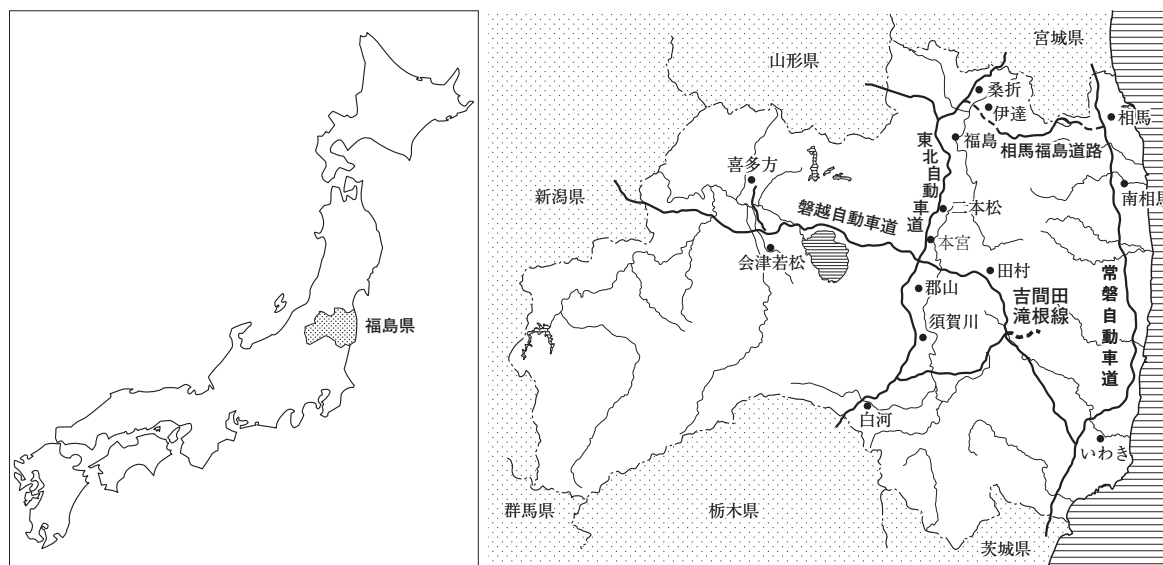 福島県
宮城県
山形県
桑折
伊達
相馬
福島
相馬福島道路
東北自動車道
喜多方
南相馬
新潟県
磐越自動車道
二本松
本宮
会津若松
田村
郡山
吉間田
滝根線
常磐自動車道
須賀川
白河
いわき
群馬県
栃木県
茨城県